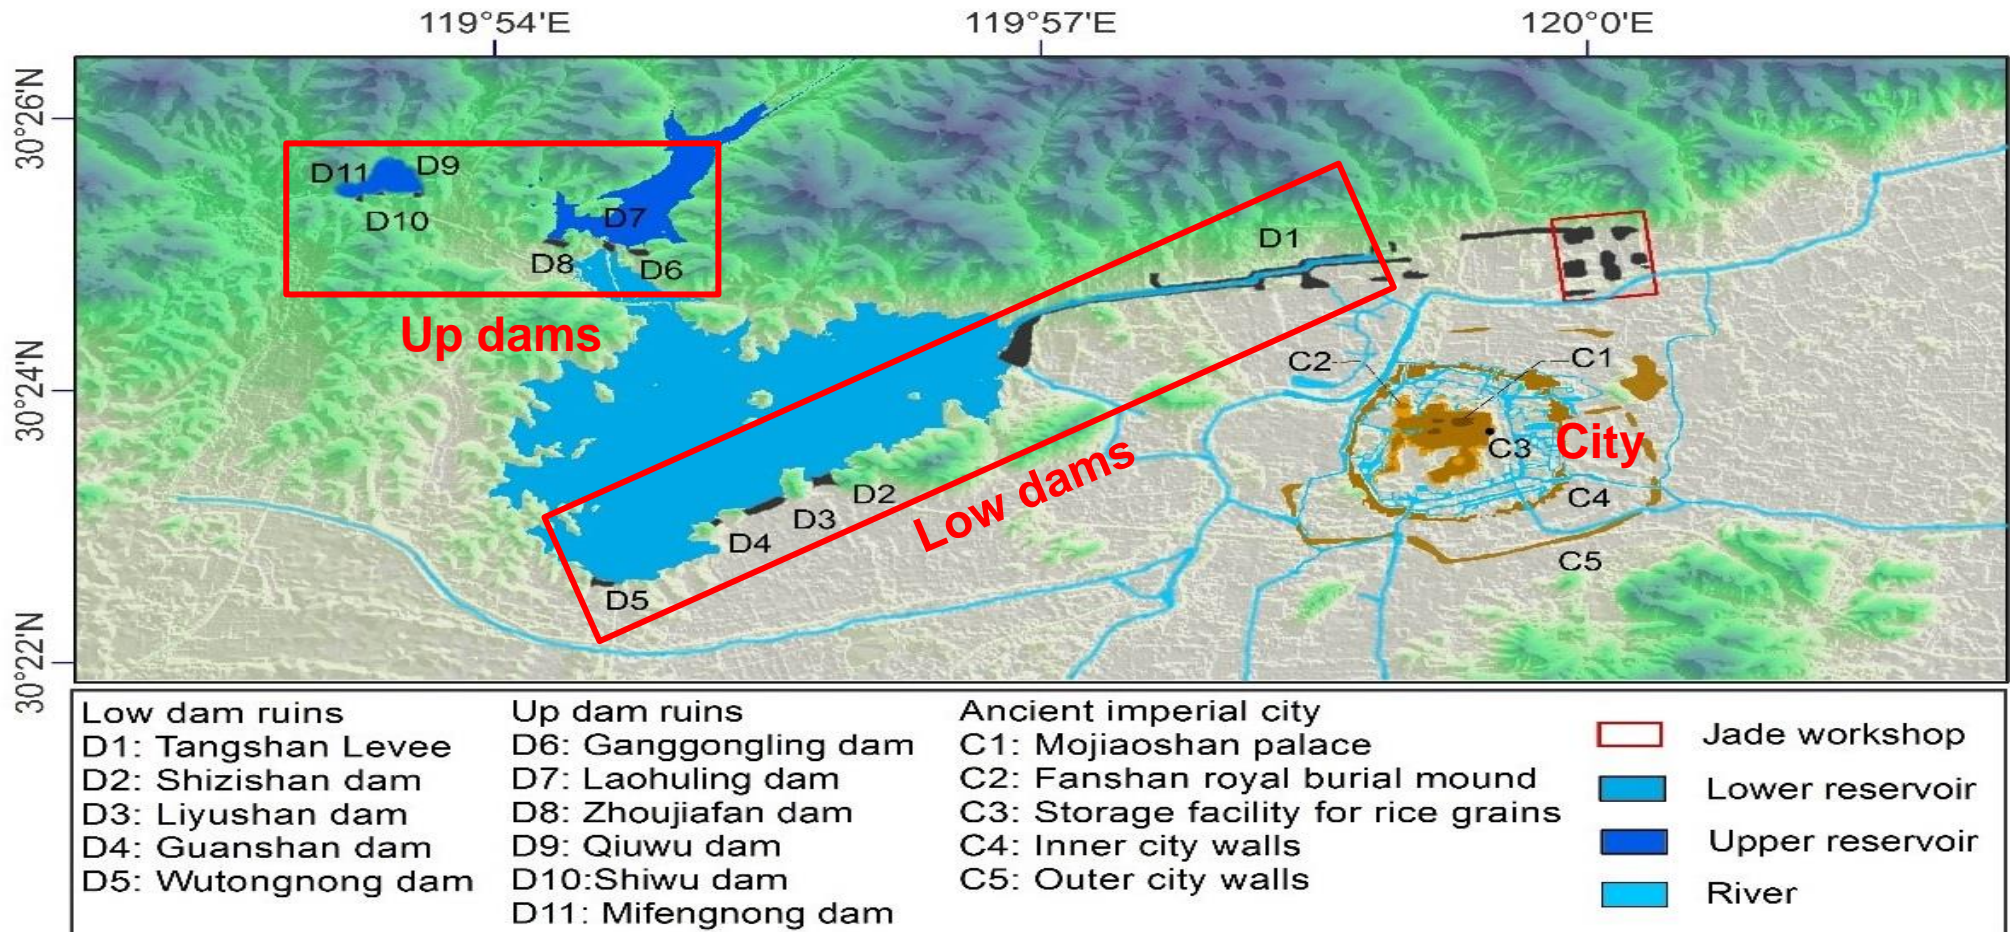 119°54'E
119°57'E
120°0'E
30°26'N
30°24'N
30°22'N
D11
D9
D10
D7
D8
D6
D1
Up dams
C2
C1
C3
City
D2
D3
Low dams
D4
C4
C5
D5
Low dam ruins
D1: Tangshan Levee
D2: Shizishan dam
D3: Liyushan dam
D4: Guanshan dam
D5: Wutongnong dam
Up dam ruins
D6: Ganggongling dam
D7: Laohuling dam
D8: Zhoujiafan dam
D9: Qiuwu dam
D10:Shiwu dam
D11: Mifengnong dam
Ancient imperial city
C1: Mojiaoshan palace
C2: Fanshan royal burial mound
C3: Storage facility for rice grains
C4: Inner city walls
C5: Outer city walls
Jade workshop
Lower reservoir
Upper reservoir
River